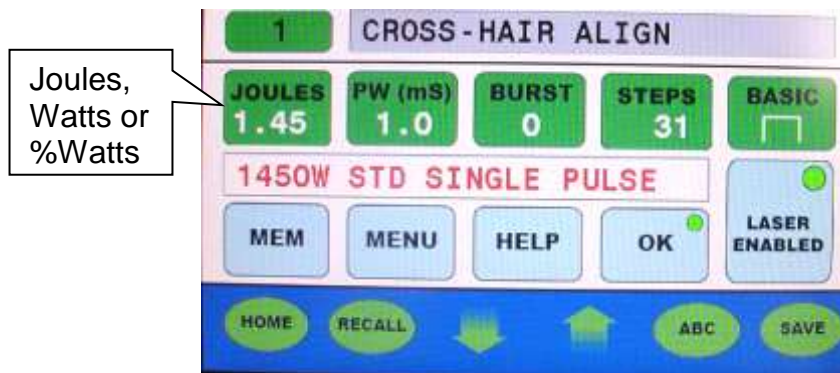 Joules,
Watts or
%Watts
1 CROSS-HAIR ALIGN
JOULES PW (mS) BURST STEPS BASIC
1.45 1.0 0 31
1450W STD SINGLE PULSE
LASER
ENABLED
MEM MENU HELP OK
HOME RECALL ABC SAVE